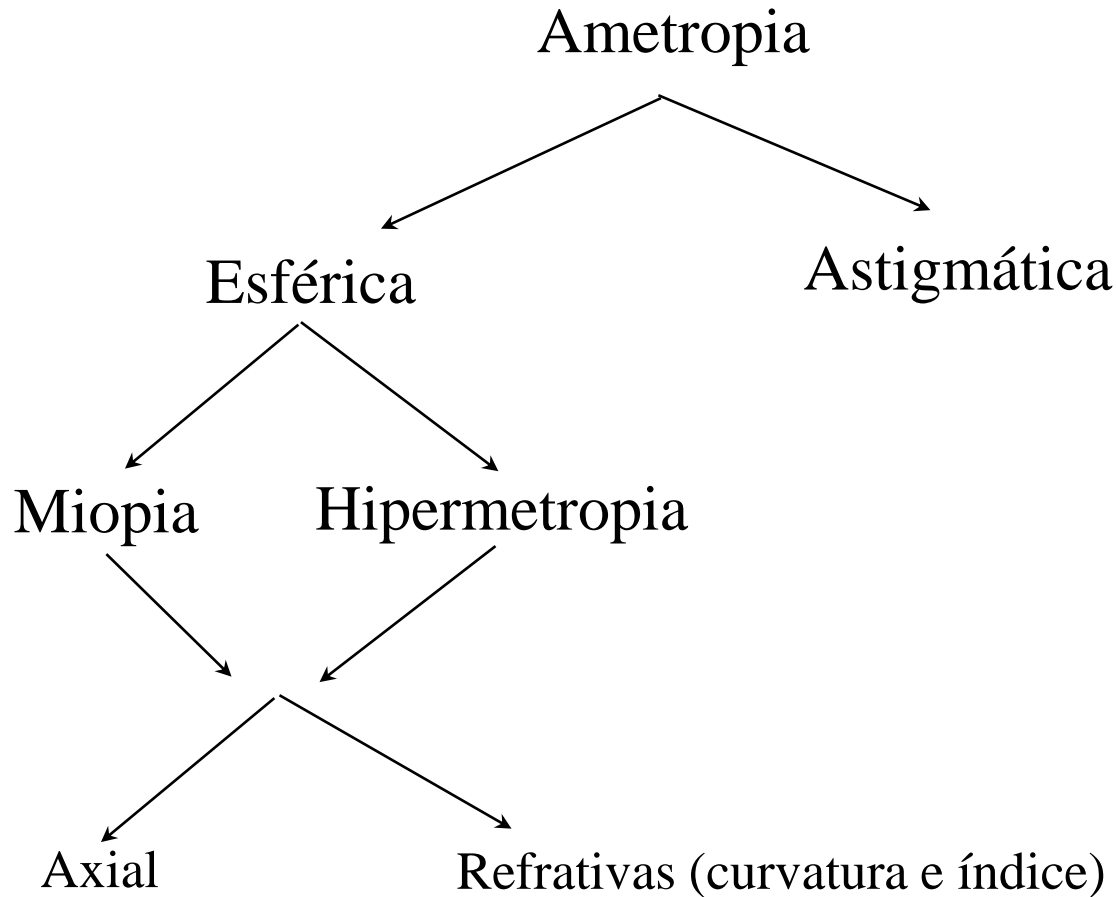 Ametropia
Esférica
Astigmática
Miopia
Hipermetropia
Axial
Refrativas (curvatura e índice)